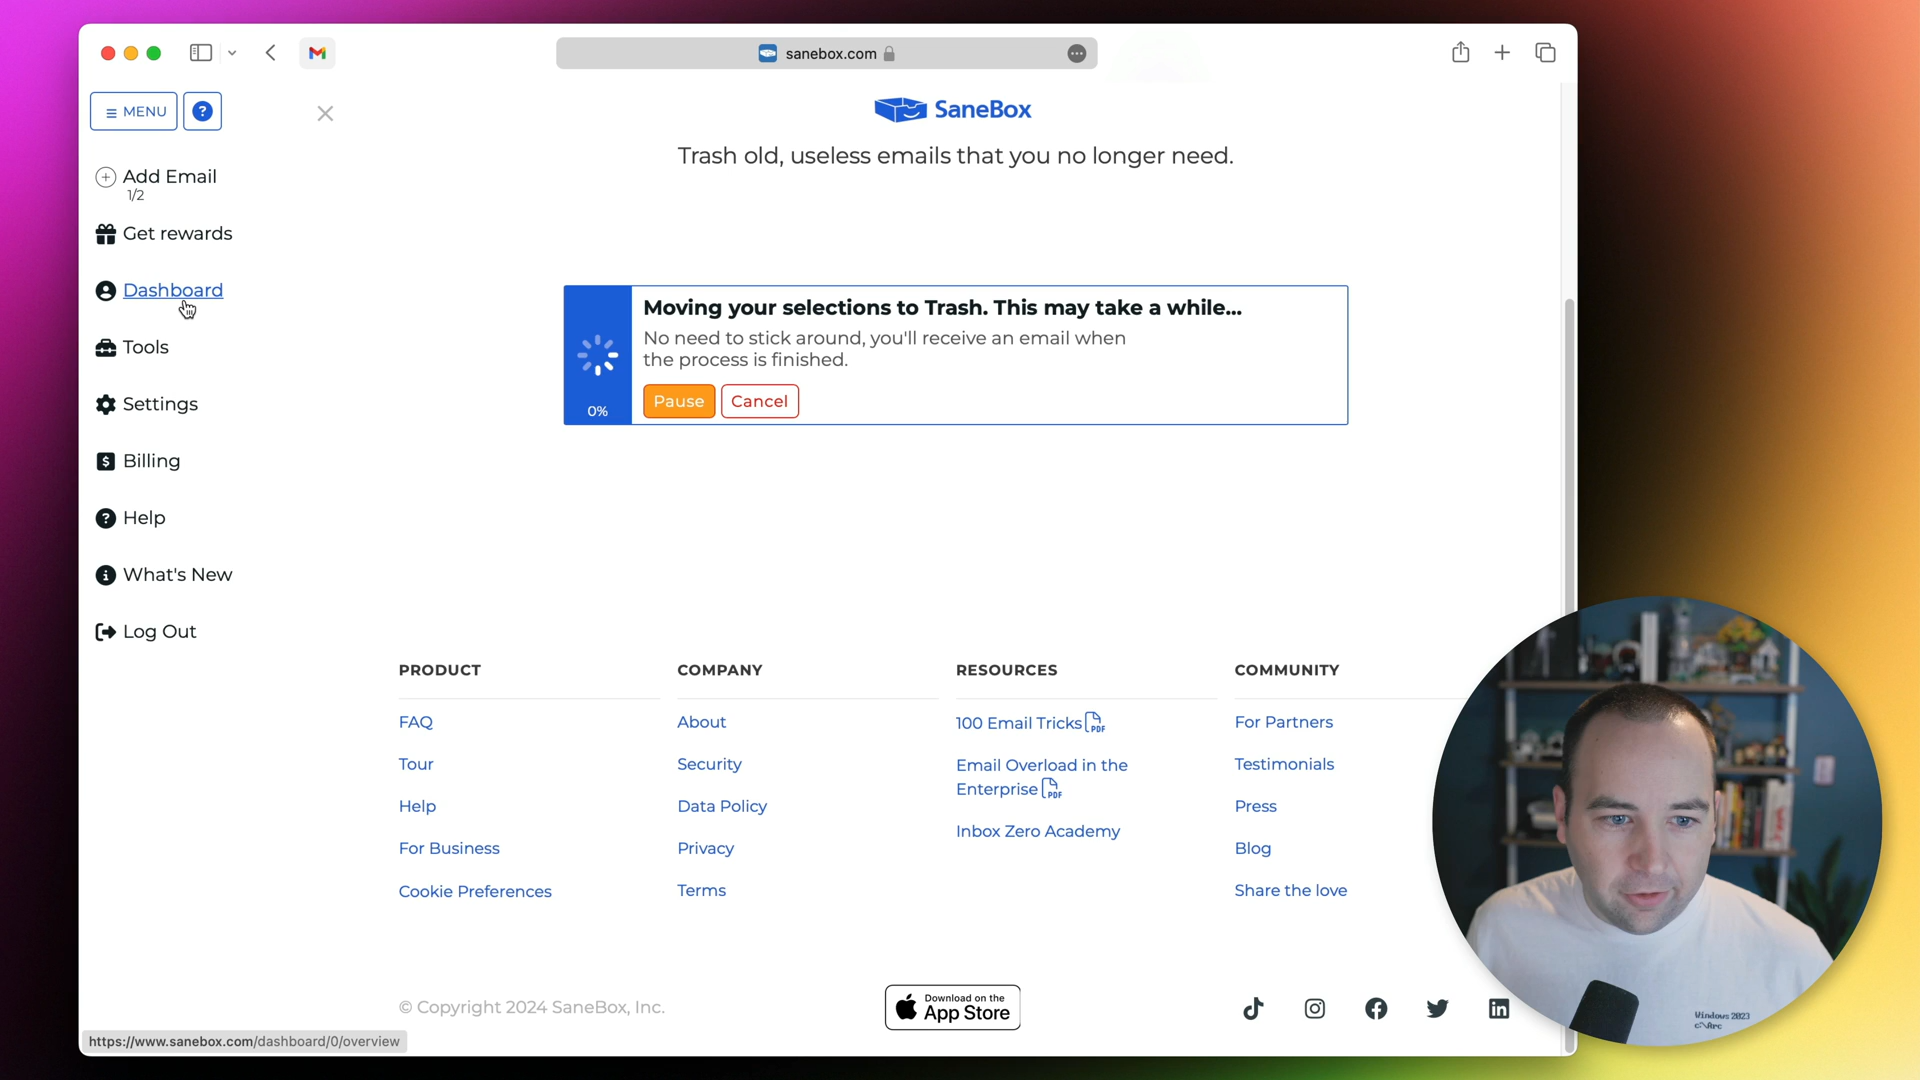 sanebox.com
MENU
?
SaneBox
Trash old, useless emails that you no longer need.
Add Email
1/2
Get rewards
Dashboard
Tools
Settings
Billing
Help
What's New
Log Out
Moving your selections to Trash. This may take a while...
No need to stick around, you'll receive an email when
the process is finished.
0%
Pause
Cancel
PRODUCT
FAQ
Tour
Help
For Business
Cookie Preferences
COMPANY
About
Security
Data Policy
Privacy
Terms
RESOURCES
100 Email Tricks PDF
Email Overload in the
Enterprise PDF
Inbox Zero Academy
COMMUNITY
For Partners
Testimonials
Press
Blog
Share the love
© Copyright 2024 SaneBox, Inc.
Download on the
App Store
https://www.sanebox.com/dashboard/0/overview
Windows 2023
c:\Arc